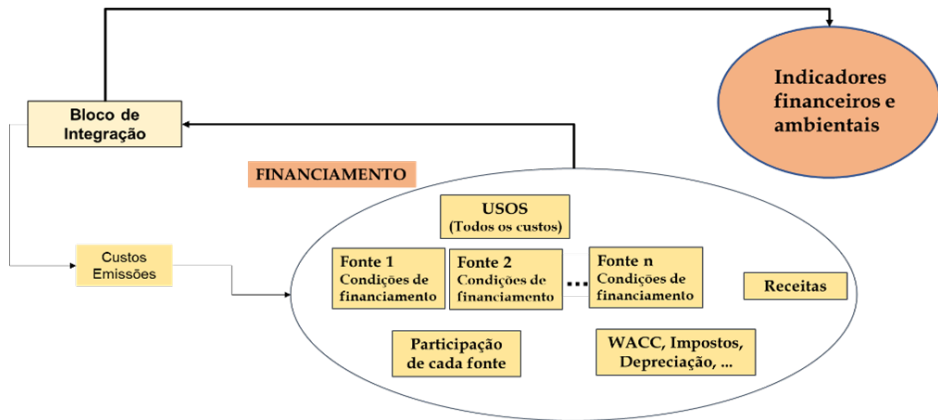 Indicadores
financeiros e
ambientais
Bloco de
Integração
FINANCIAMENTO
USOS
(Todos os custos)
Custos
Emissões
Fonte 1
Condições de
financiamento
Fonte 2
Condições de
financiamento
...
Fonte n
Condições de
financiamento
Receitas
Participação
de cada fonte
WACC, Impostos,
Depreciação, ...